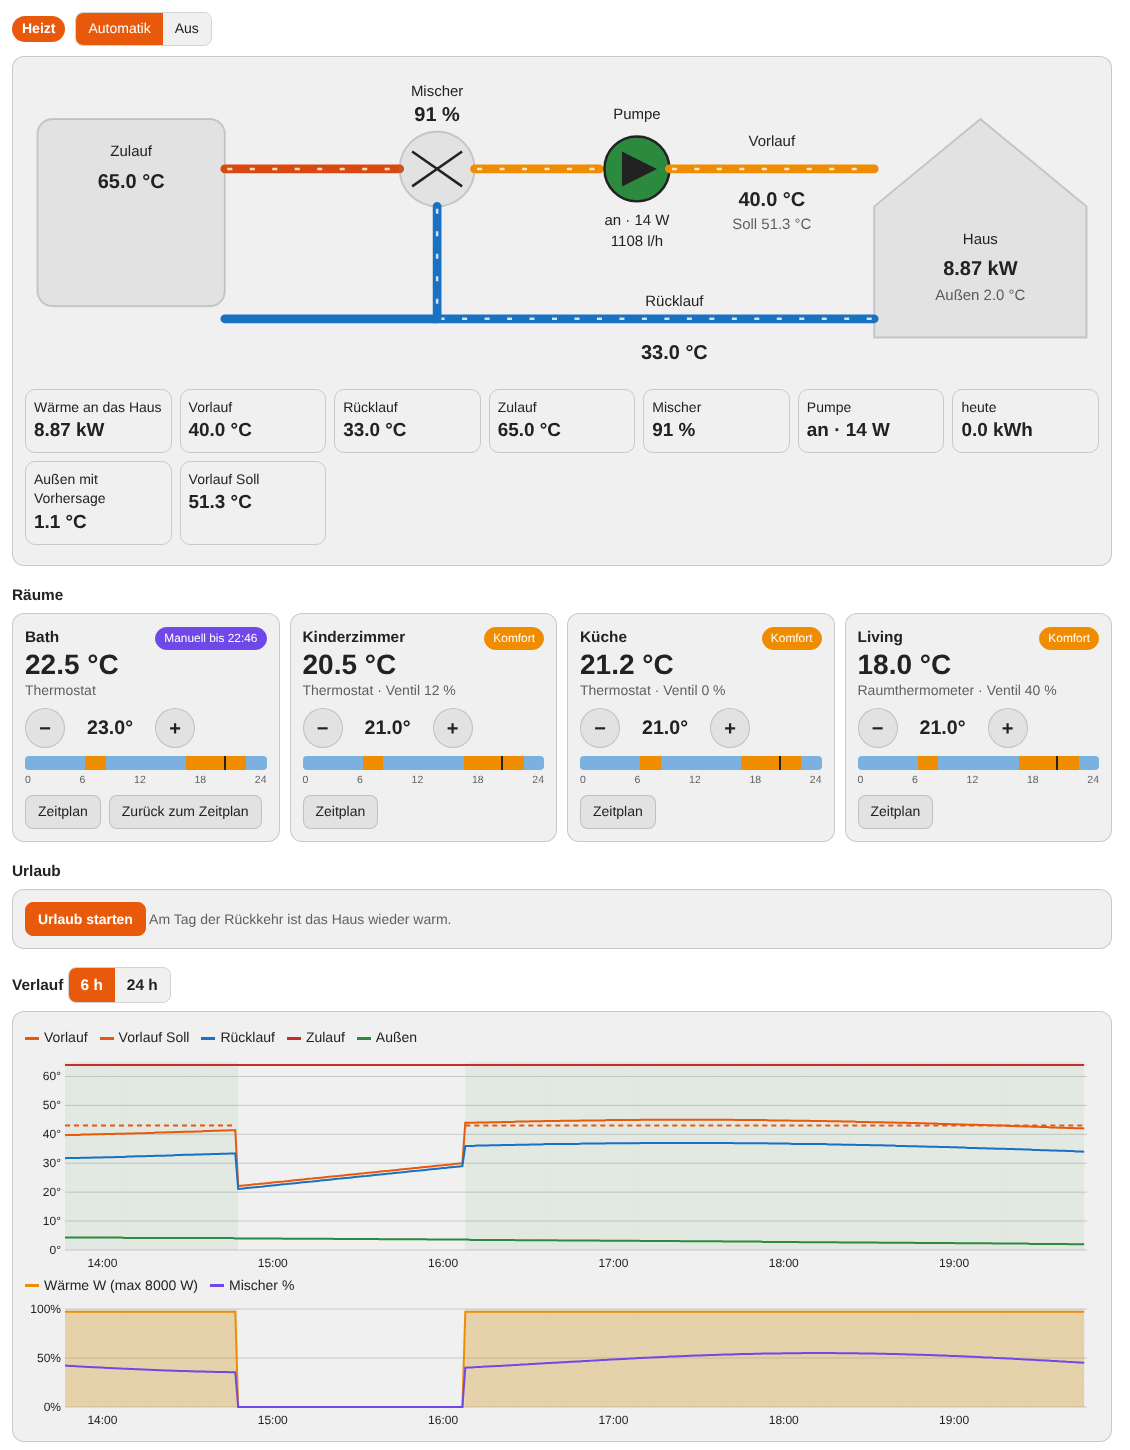 Heizt
Automatik
Aus
Mischer
91 %
Pumpe
Vorlauf
Zulauf
65.0 °C
40.0 °C
Soll 51.3 °C
an · 14 W
1108 l/h
Haus
8.87 kW
Außen 2.0 °C
Rücklauf
33.0 °C
Wärme an das Haus
8.87 kW
Vorlauf
40.0 °C
Rücklauf
33.0 °C
Zulauf
65.0 °C
Mischer
91 %
Pumpe
an · 14 W
heute
0.0 kWh
Außen mit
Vorhersage
1.1 °C
Vorlauf Soll
51.3 °C
Räume
Bath
Manuell bis 22:46
22.5 °C
Thermostat
− 23.0° +
0 6 12 18 24
Zeitplan
Zurück zum Zeitplan
Kinderzimmer
Komfort
20.5 °C
Thermostat · Ventil 12 %
− 21.0° +
0 6 12 18 24
Zeitplan
Küche
Komfort
21.2 °C
Thermostat · Ventil 0 %
− 21.0° +
0 6 12 18 24
Zeitplan
Living
Komfort
18.0 °C
Raumthermometer · Ventil 40 %
− 21.0° +
0 6 12 18 24
Zeitplan
Urlaub
Urlaub starten Am Tag der Rückkehr ist das Haus wieder warm.
Verlauf 6 h 24 h
Vorlauf Vorlauf Soll Rücklauf Zulauf Außen
60°
50°
40°
30°
20°
10°
0°
14:00 15:00 16:00 17:00 18:00 19:00
Wärme W (max 8000 W) Mischer %
100%
50%
0%
14:00 15:00 16:00 17:00 18:00 19:00